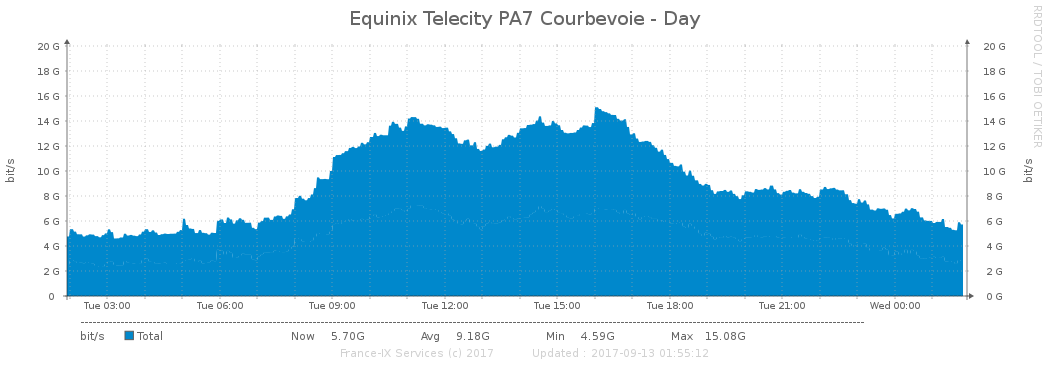 Equinix Telecity PA7 Courbevoie - Day
RRDTOOL / TOBI OETIKER
20 G 20 G
18 G 18 G
16 G 16 G
14 G 14 G
12 G 12 G
10 G 10 G
8 G 8 G
6 G 6 G
4 G 4 G
2 G 2 G
0 0 G
bit/s bit/s
Tue 03:00 Tue 06:00 Tue 09:00 Tue 12:00 Tue 15:00 Tue 18:00 Tue 21:00 Wed 00:00
bit/s Total Now 5.70G Avg 9.18G Min 4.59G Max 15.08G
France-IX Services (c) 2017 Updated : 2017-09-13 01:55:12